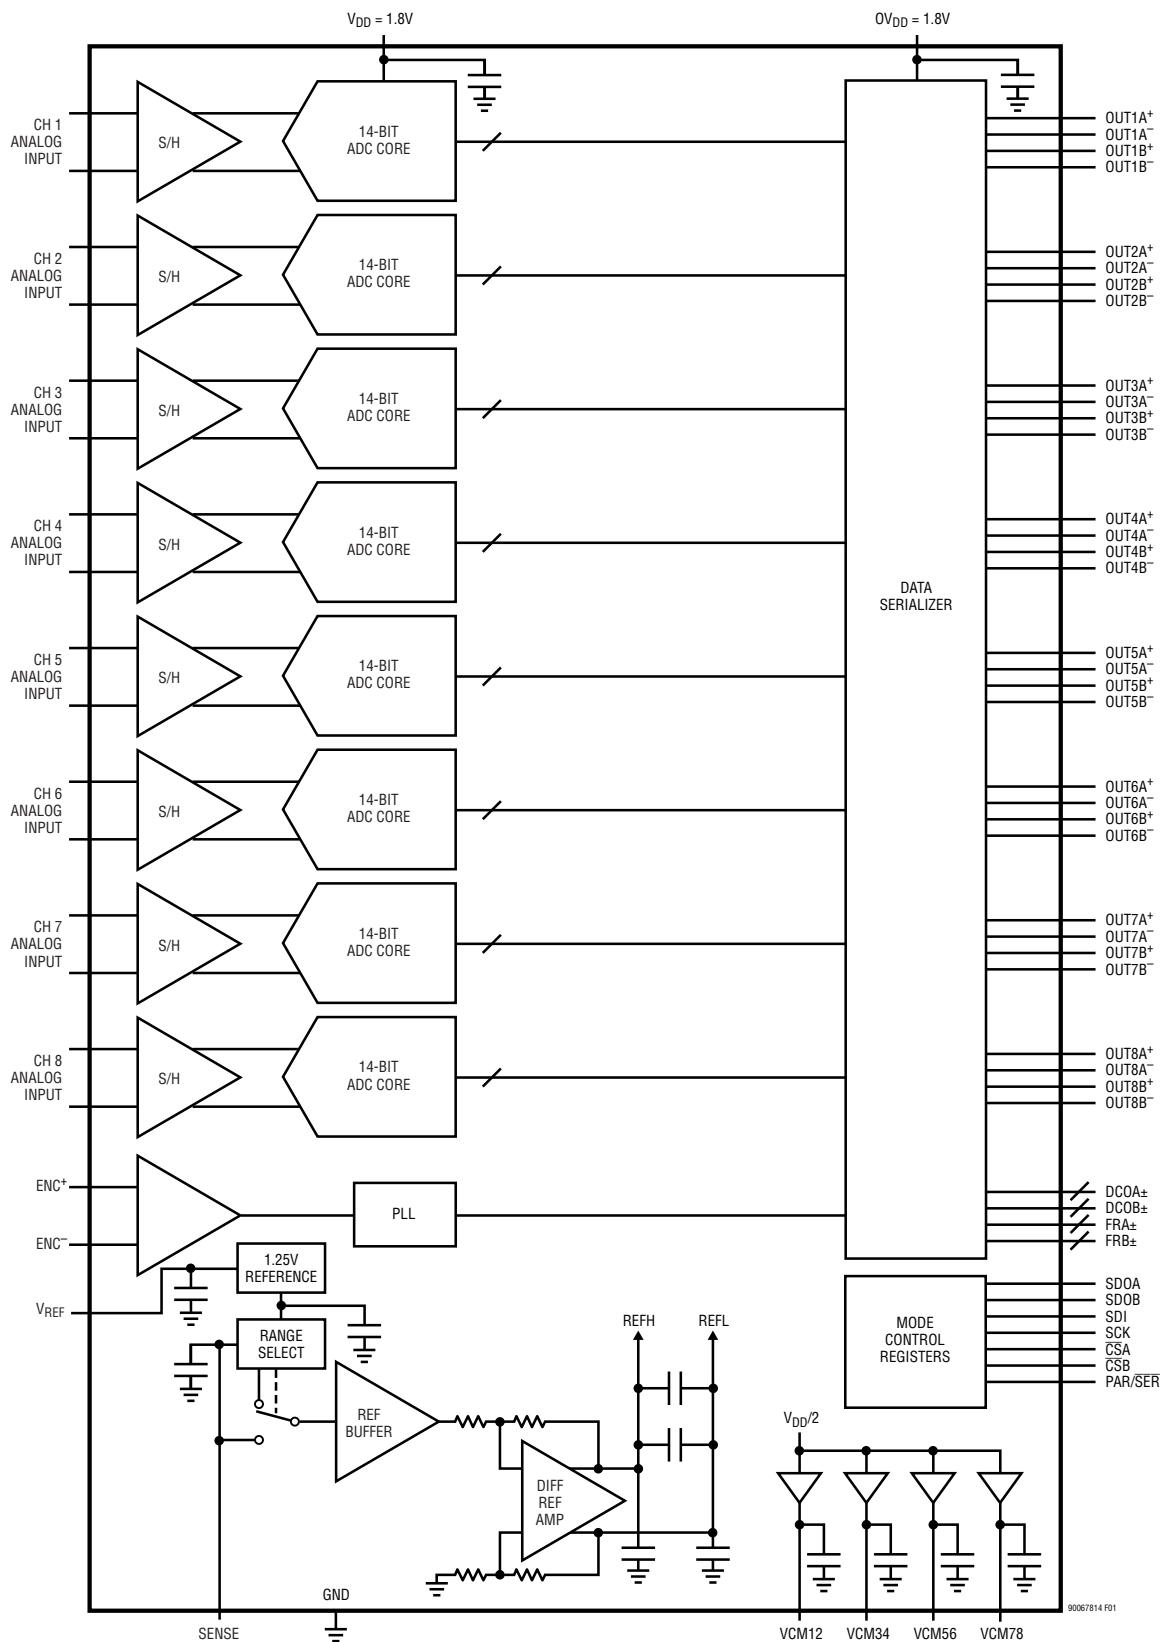 VDD = 1.8V
OVDD = 1.8V
CH 1
ANALOG
INPUT
S/H
14-BIT
ADC CORE
OUT1A+
OUT1A−
OUT1B+
OUT1B−
CH 2
ANALOG
INPUT
S/H
14-BIT
ADC CORE
OUT2A+
OUT2A−
OUT2B+
OUT2B−
CH 3
ANALOG
INPUT
S/H
14-BIT
ADC CORE
OUT3A+
OUT3A−
OUT3B+
OUT3B−
CH 4
ANALOG
INPUT
S/H
14-BIT
ADC CORE
OUT4A+
OUT4A−
OUT4B+
OUT4B−
DATA
SERIALIZER
CH 5
ANALOG
INPUT
S/H
14-BIT
ADC CORE
OUT5A+
OUT5A−
OUT5B+
OUT5B−
CH 6
ANALOG
INPUT
S/H
14-BIT
ADC CORE
OUT6A+
OUT6A−
OUT6B+
OUT6B−
CH 7
ANALOG
INPUT
S/H
14-BIT
ADC CORE
OUT7A+
OUT7A−
OUT7B+
OUT7B−
CH 8
ANALOG
INPUT
S/H
14-BIT
ADC CORE
OUT8A+
OUT8A−
OUT8B+
OUT8B−
ENC+
ENC−
PLL
DCOA±
DCOB±
FRA±
FRB±
1.25V
REFERENCE
VREF
RANGE
SELECT
REFH
REFL
MODE
CONTROL
REGISTERS
SDOA
SDOB
SDI
SCK
C̅S̅A
C̅S̅B
PAR/S̅E̅R̅
REF
BUFFER
VDD/2
DIFF
REF
AMP
GND
SENSE
VCM12
VCM34
VCM56
VCM78
90067814 F01